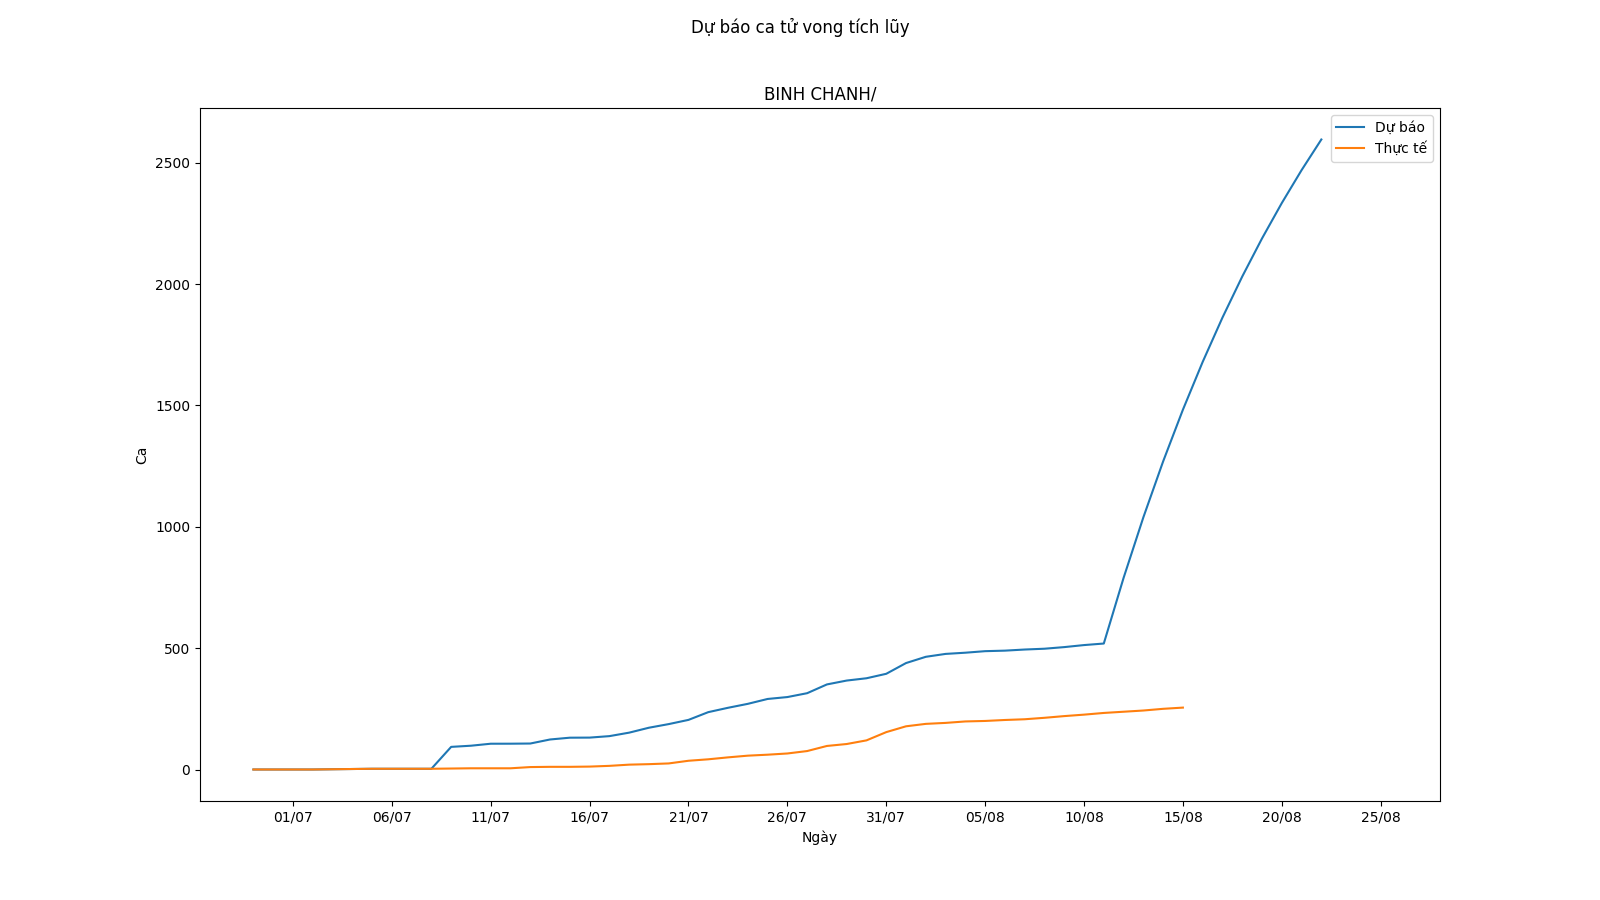 Dự báo ca tử vong tích lũy
BINH CHANH/
Dự báo
Thực tế
2500
2000
1500
1000
500
0
Ca
01/07 06/07 11/07 16/07 21/07 26/07 31/07 05/08 10/08 15/08 20/08 25/08
Ngày